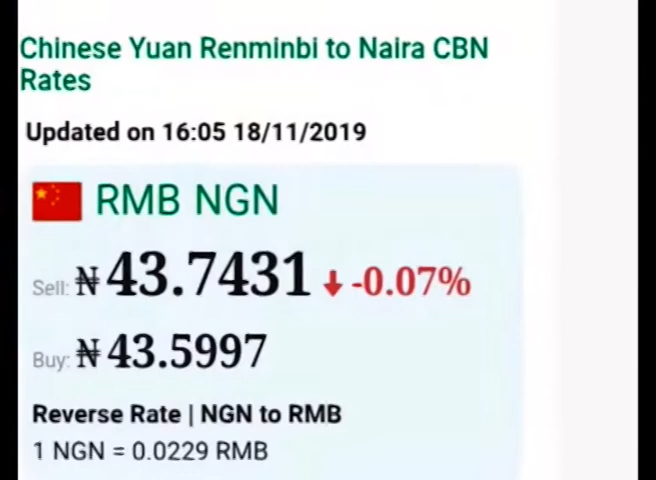 Chinese Yuan Renminbi to Naira CBN
Rates
Updated on 16:05 18/11/2019
RMB NGN
Sell: ₦ 43.7431 ↓ -0.07%
Buy: ₦ 43.5997
Reverse Rate | NGN to RMB
1 NGN = 0.0229 RMB